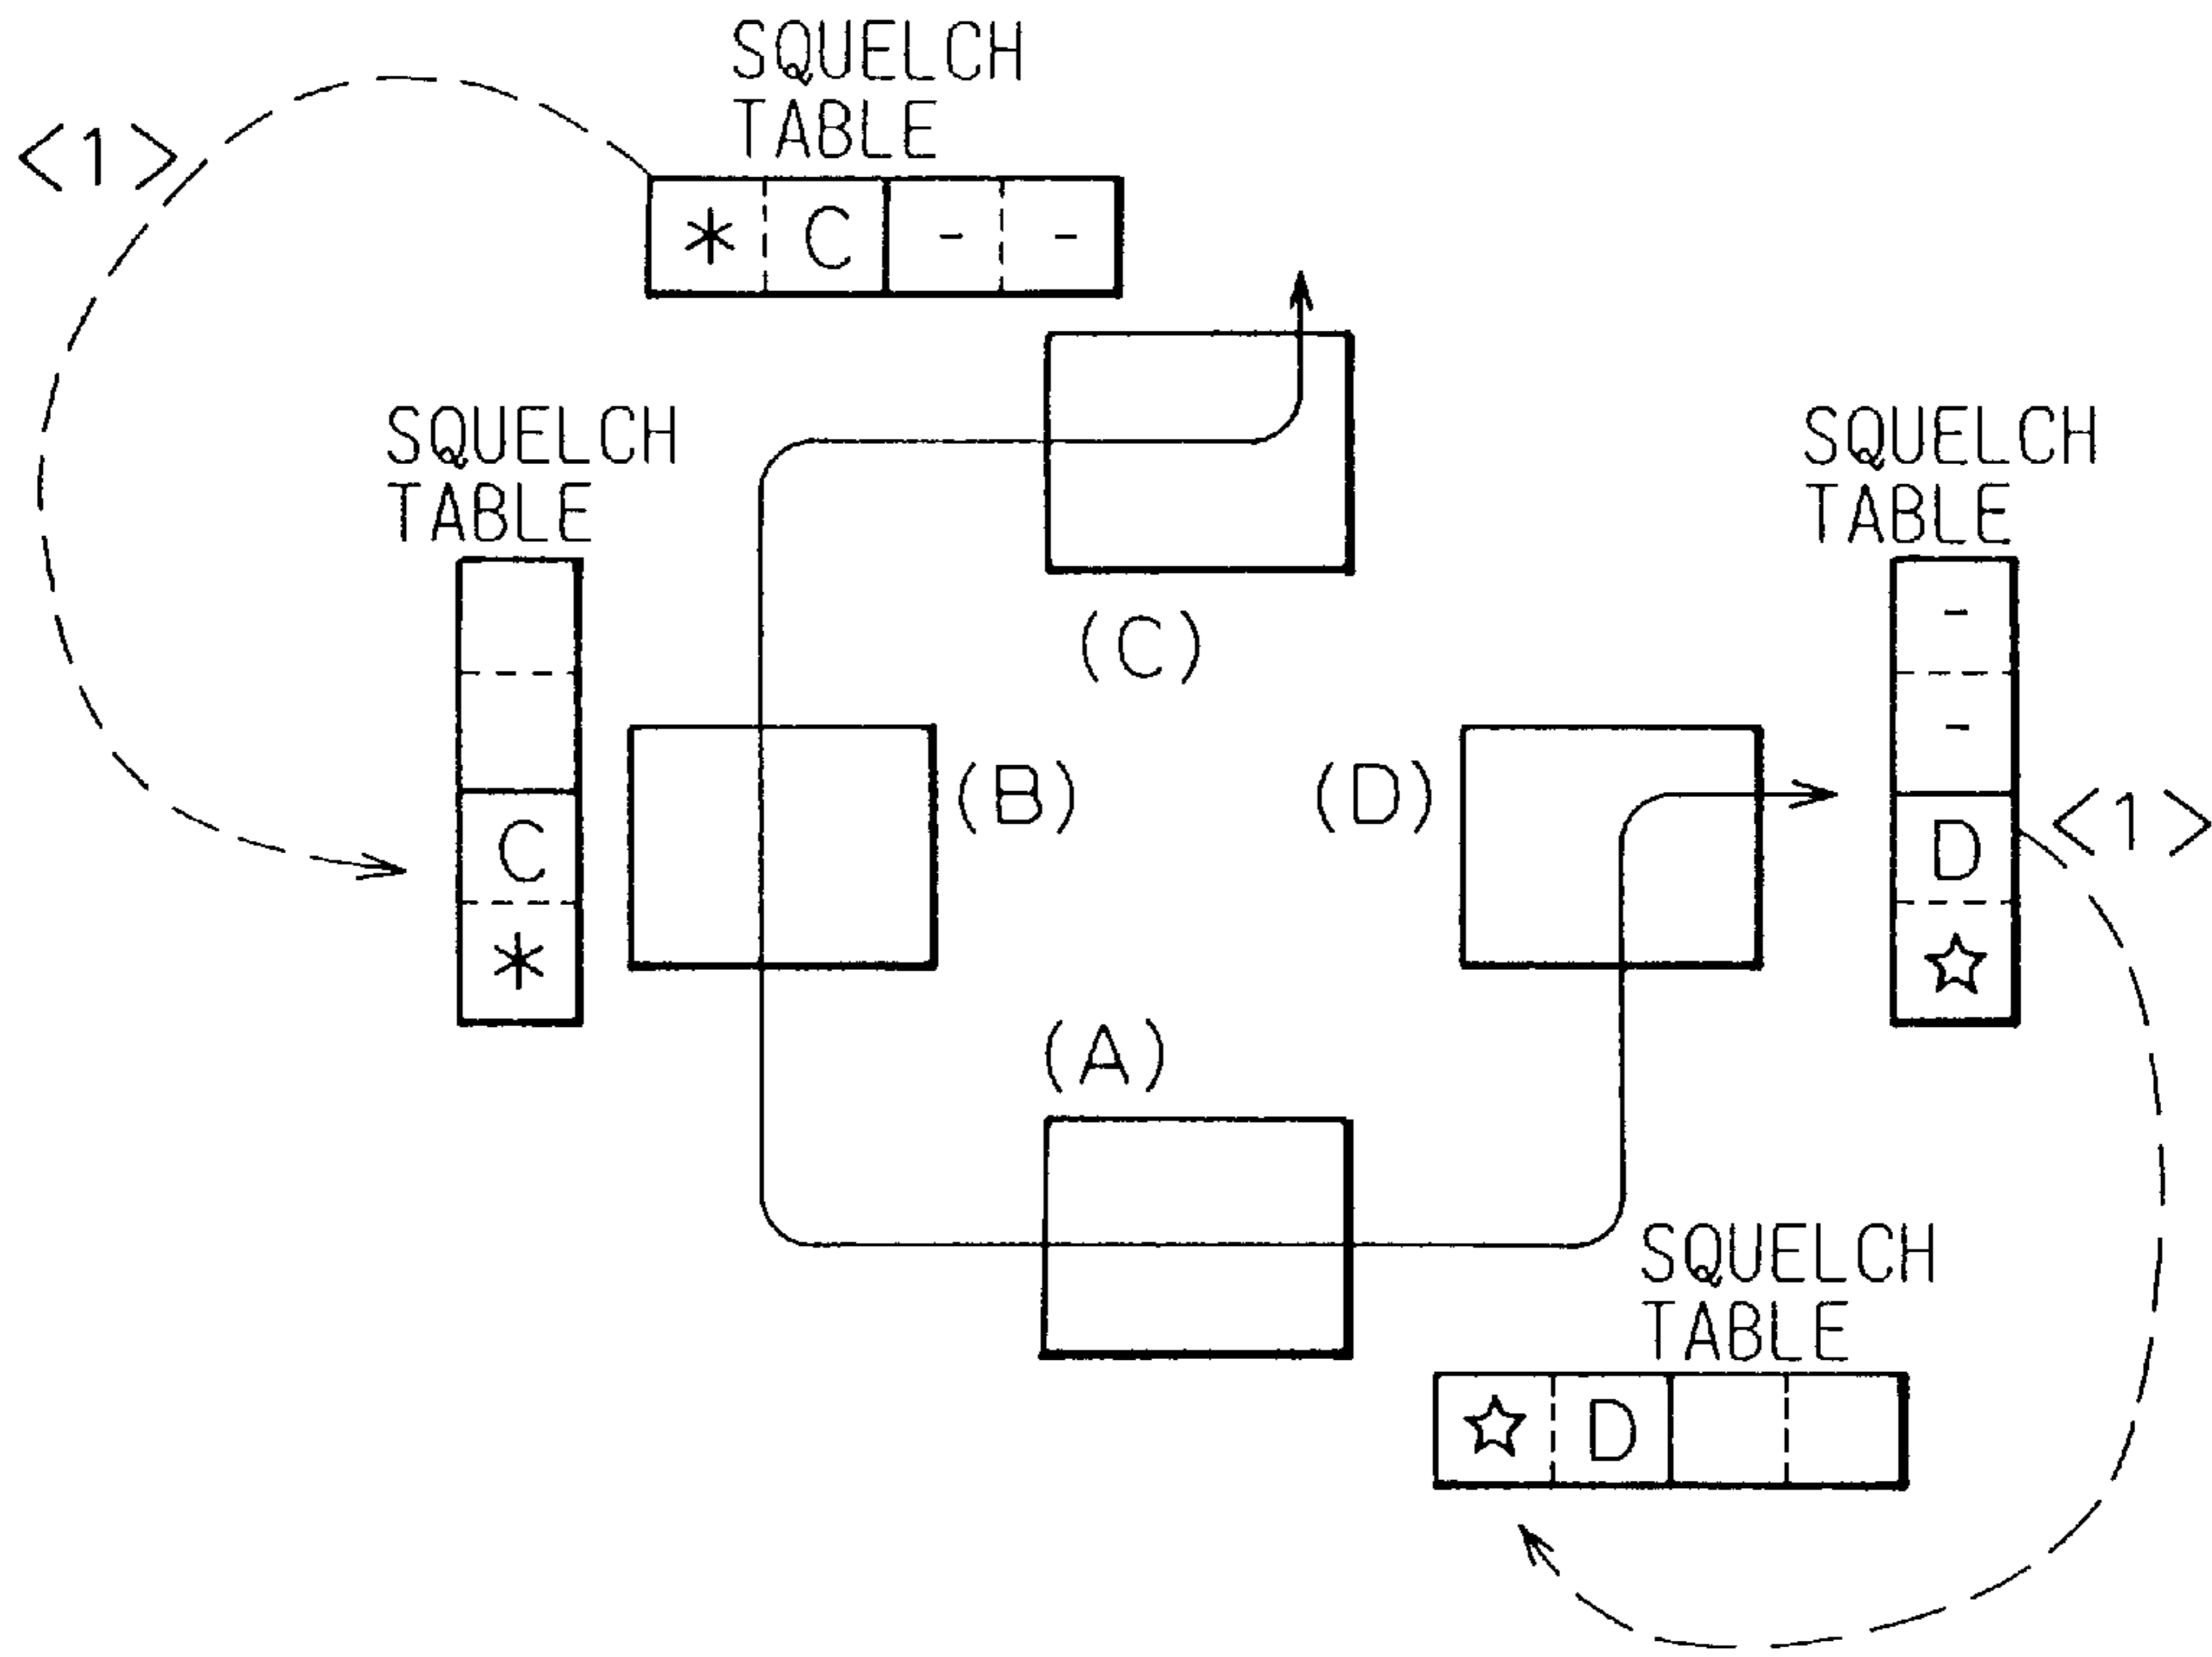 SQUELCH
TABLE
<1>
* C - -
SQUELCH
TABLE
SQUELCH
TABLE
-
-
(C)
(B)
(D)
<1>
C
*
D
☆
(A)
SQUELCH
TABLE
☆ D